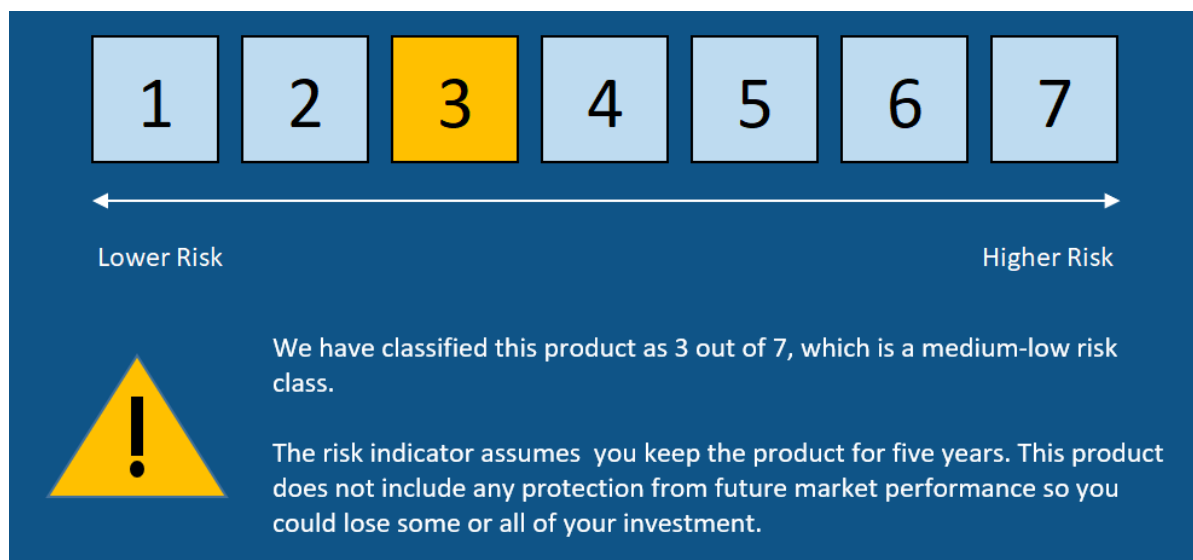 1 2 3 4 5 6 7
Lower Risk Higher Risk
We have classified this product as 3 out of 7, which is a medium-low risk
class.
!
The risk indicator assumes  you keep the product for five years. This product
does not include any protection from future market performance so you
could lose some or all of your investment.